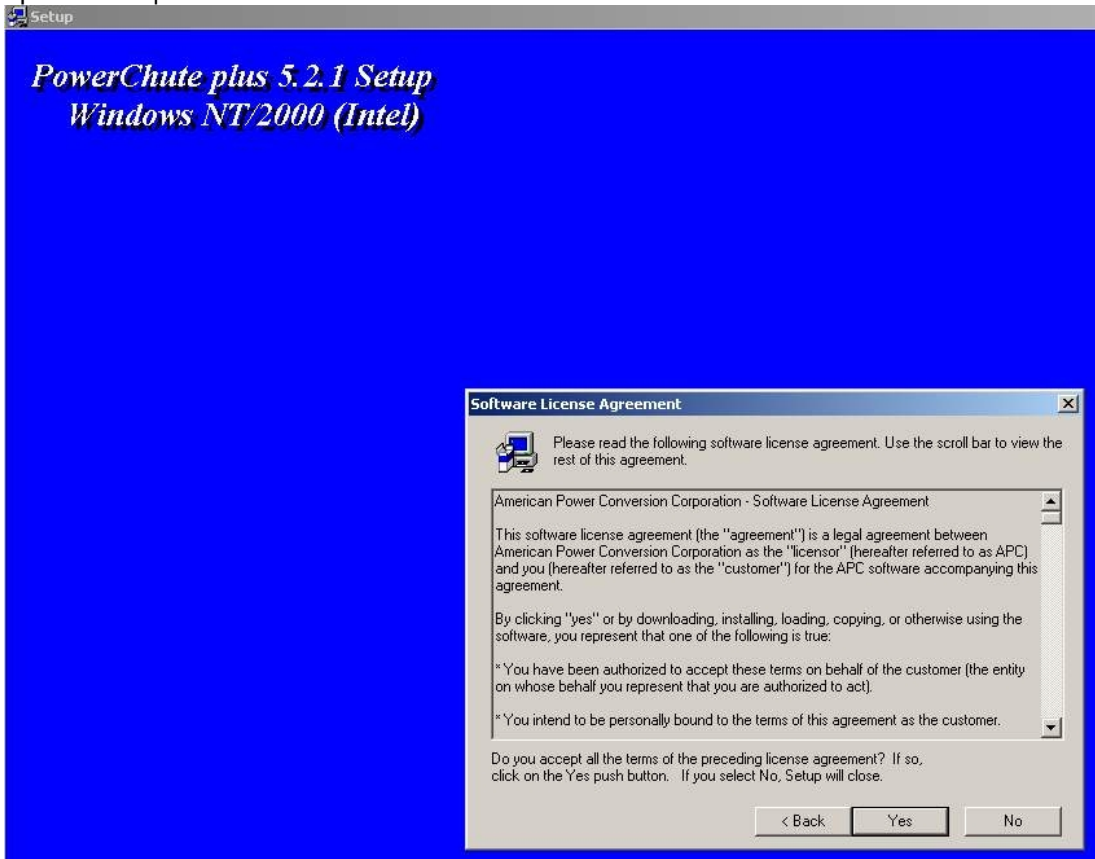 Setup
PowerChute plus 5.2.1 Setup
Windows NT/2000 (Intel)
Software License Agreement
Please read the following software license agreement. Use the scroll bar to view the
rest of this agreement.
American Power Conversion Corporation - Software License Agreement
This software license agreement (the "agreement") is a legal agreement between
American Power Conversion Corporation as the "licensor" (hereafter referred to as APC)
and you (hereafter referred to as the "customer") for the APC software accompanying this
agreement.
By clicking "yes" or by downloading, installing, loading, copying, or otherwise using the
software, you represent that one of the following is true:
* You have been authorized to accept these terms on behalf of the customer (the entity
on whose behalf you represent that you are authorized to act).
* You intend to be personally bound to the terms of this agreement as the customer.
Do you accept all the terms of the preceding license agreement? If so,
click on the Yes push button. If you select No, Setup will close.
< Back Yes No